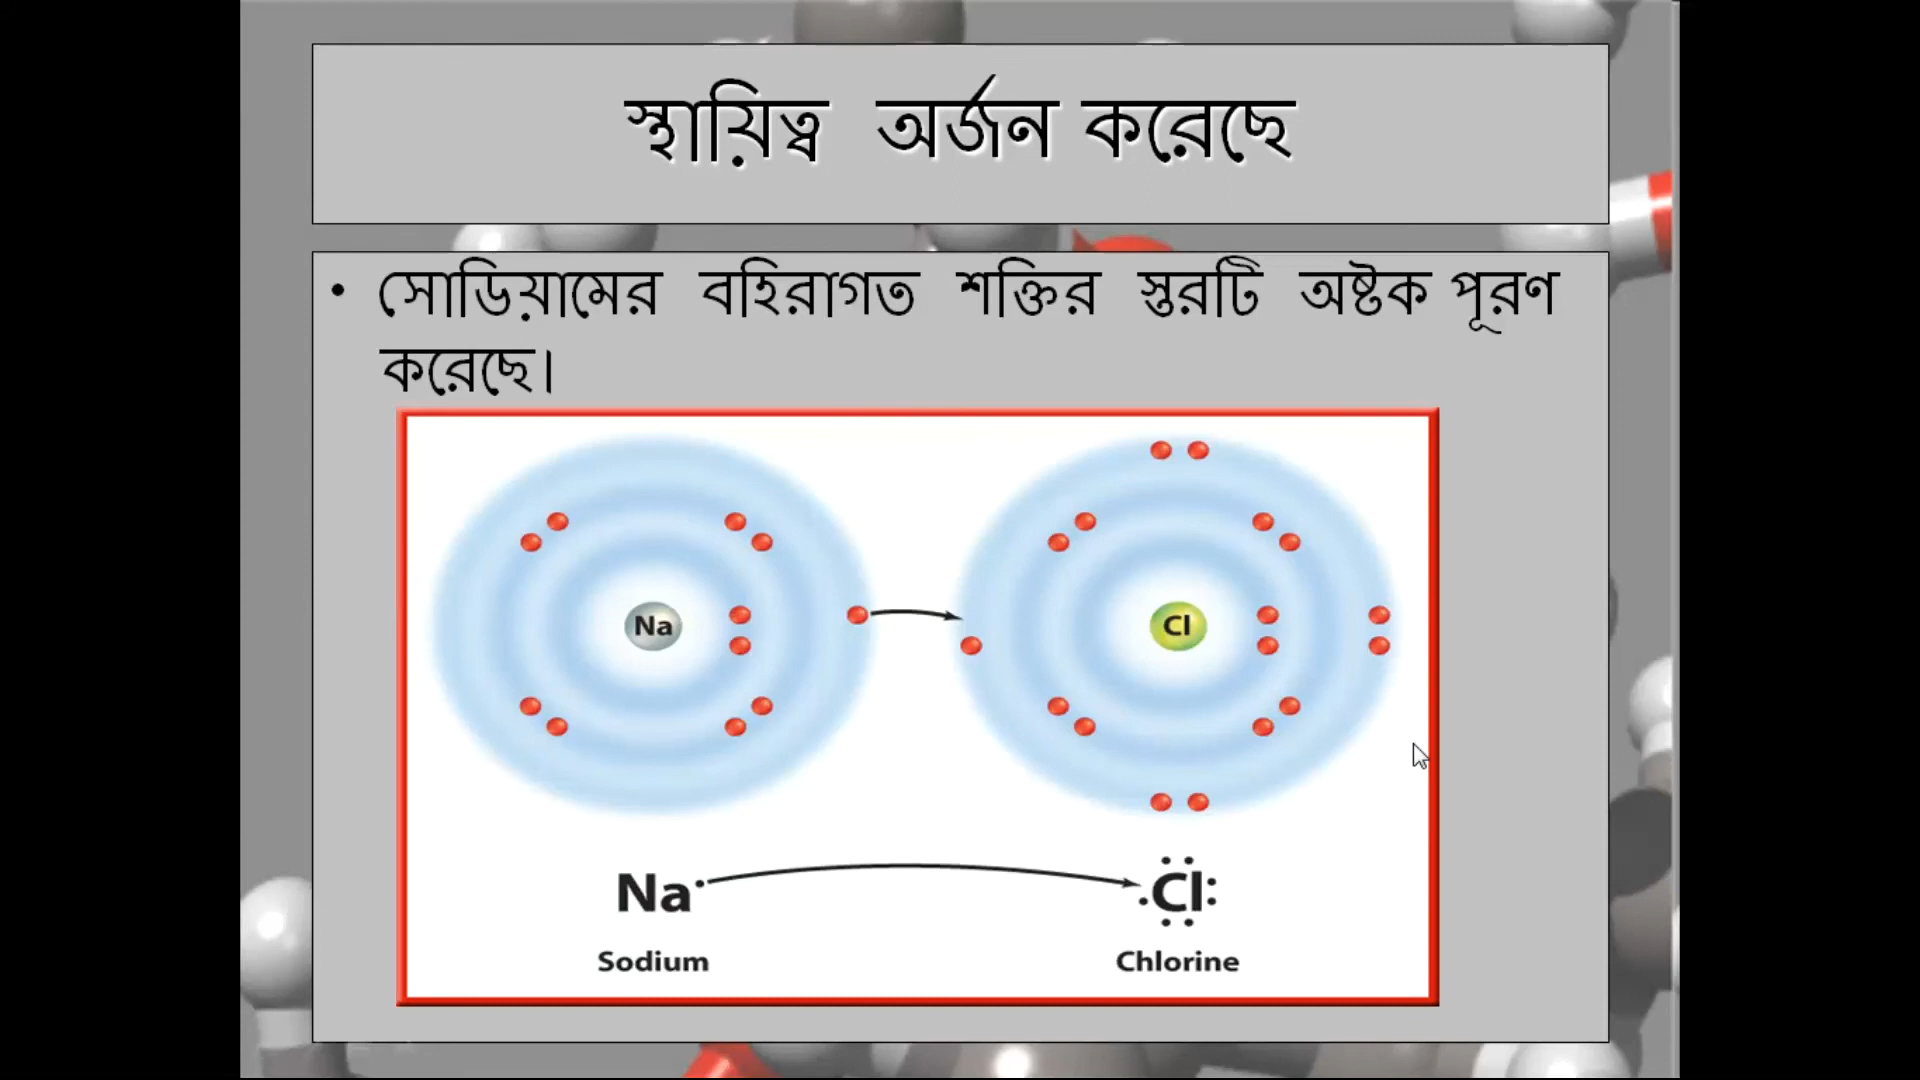 স্থায়িত্ব অর্জন করেছে
• সোডিয়ামের বহিরাগত শক্তির স্তরটি অষ্টক পূরণ
করেছে।
Na Cl
Na Cl
Sodium Chlorine